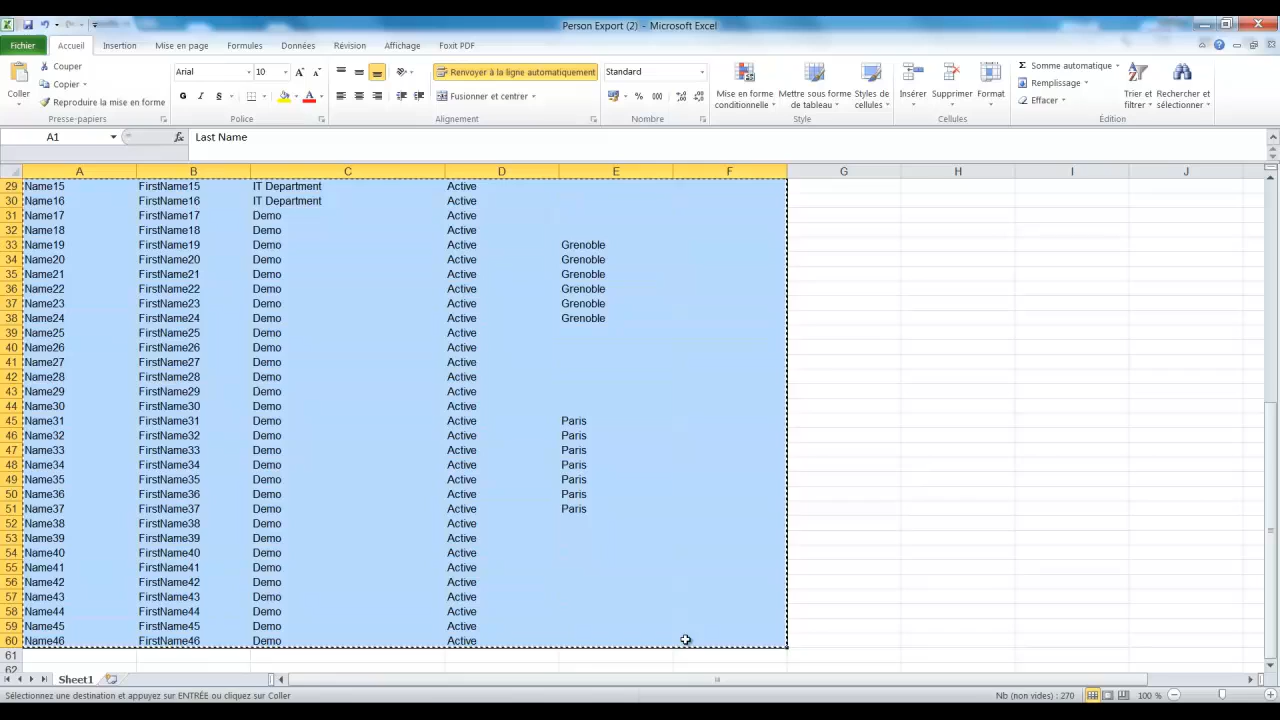 Person Export (2) - Microsoft Excel
Fichier Accueil Insertion Mise en page Formules Données Révision Affichage Foxit PDF
Coller
Couper
Copier
Reproduire la mise en forme
Presse-papiers
Arial 10
G I S
Police
Renvoyer à la ligne automatiquement
Fusionner et centrer
Alignement
Standard
% 000
Nombre
Mise en forme conditionnelle
Mettre sous forme de tableau
Styles de cellules
Style
Insérer Supprimer Format
Cellules
Somme automatique
Remplissage
Effacer
Trier et filtrer
Rechercher et sélectionner
Édition
A1 fx Last Name
A B C D E F G H I J
29 Name15 FirstName15 IT Department Active
30 Name16 FirstName16 IT Department Active
31 Name17 FirstName17 Demo Active
32 Name18 FirstName18 Demo Active
33 Name19 FirstName19 Demo Active Grenoble
34 Name20 FirstName20 Demo Active Grenoble
35 Name21 FirstName21 Demo Active Grenoble
36 Name22 FirstName22 Demo Active Grenoble
37 Name23 FirstName23 Demo Active Grenoble
38 Name24 FirstName24 Demo Active Grenoble
39 Name25 FirstName25 Demo Active
40 Name26 FirstName26 Demo Active
41 Name27 FirstName27 Demo Active
42 Name28 FirstName28 Demo Active
43 Name29 FirstName29 Demo Active
44 Name30 FirstName30 Demo Active
45 Name31 FirstName31 Demo Active Paris
46 Name32 FirstName32 Demo Active Paris
47 Name33 FirstName33 Demo Active Paris
48 Name34 FirstName34 Demo Active Paris
49 Name35 FirstName35 Demo Active Paris
50 Name36 FirstName36 Demo Active Paris
51 Name37 FirstName37 Demo Active Paris
52 Name38 FirstName38 Demo Active
53 Name39 FirstName39 Demo Active
54 Name40 FirstName40 Demo Active
55 Name41 FirstName41 Demo Active
56 Name42 FirstName42 Demo Active
57 Name43 FirstName43 Demo Active
58 Name44 FirstName44 Demo Active
59 Name45 FirstName45 Demo Active
60 Name46 FirstName46 Demo Active
61
62
Sheet1
Sélectionnez une destination et appuyez sur ENTRÉE ou cliquez sur Coller Nb (non vides) : 270 100 %